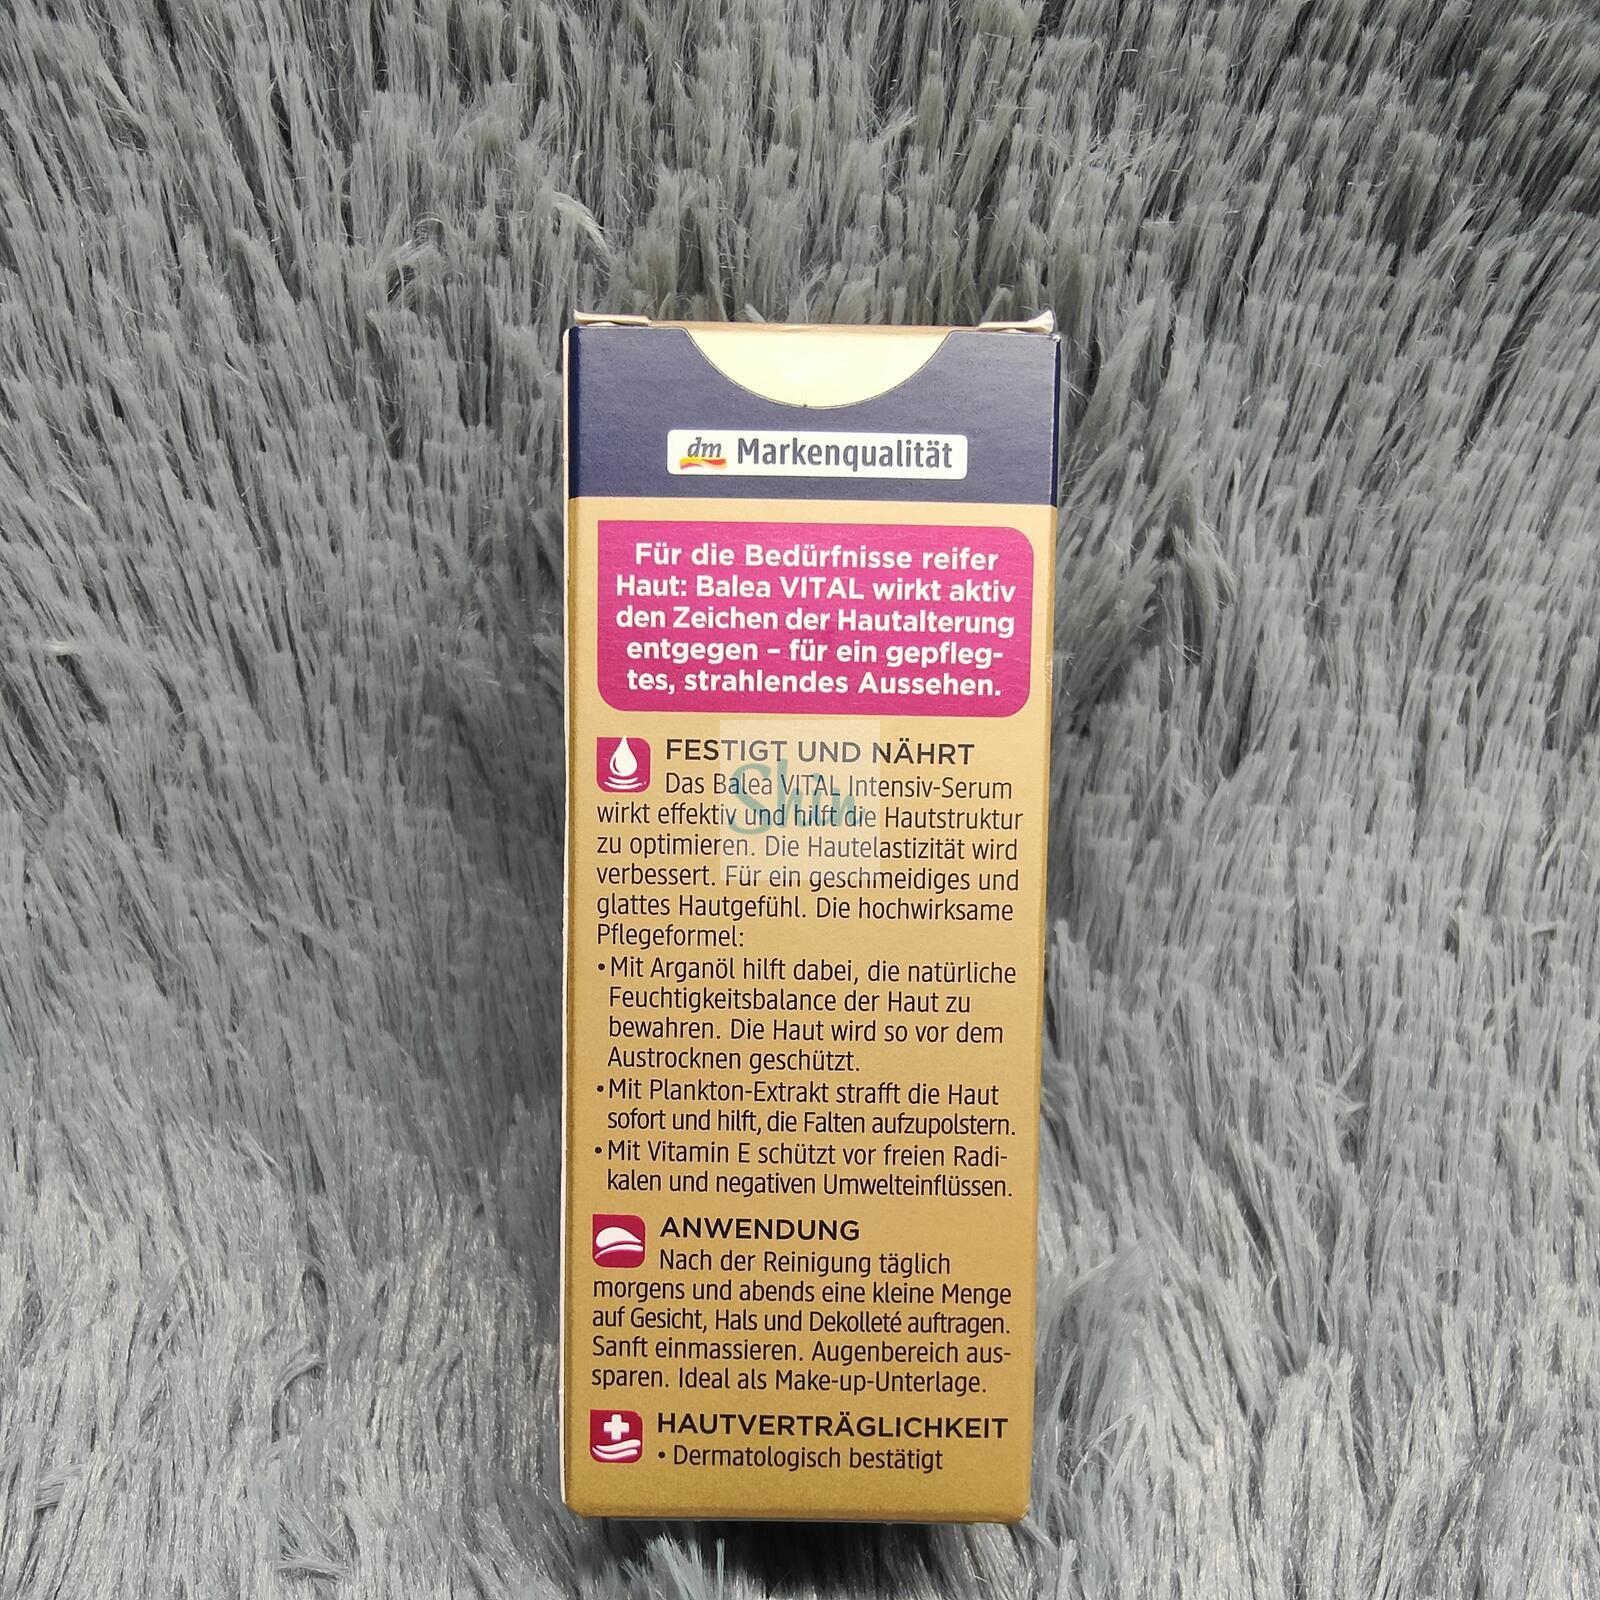 dm Markenqualität
Für die Bedürfnisse reifer
Haut: Balea VITAL wirkt aktiv
den Zeichen der Hautalterung
entgegen – für ein gepfleg-
tes, strahlendes Aussehen.
FESTIGT UND NÄHRT
Das Balea VITAL Intensiv-Serum
wirkt effektiv und hilft die Hautstruktur
zu optimieren. Die Hautelastizität wird
verbessert. Für ein geschmeidiges und
glattes Hautgefühl. Die hochwirksame
Pflegeformel:
• Mit Arganöl hilft dabei, die natürliche
Feuchtigkeitsbalance der Haut zu
bewahren. Die Haut wird so vor dem
Austrocknen geschützt.
• Mit Plankton-Extrakt strafft die Haut
sofort und hilft, die Falten aufzupolstern.
• Mit Vitamin E schützt vor freien Radi-
kalen und negativen Umwelteinflüssen.
ANWENDUNG
Nach der Reinigung täglich
morgens und abends eine kleine Menge
auf Gesicht, Hals und Dekolleté auftragen.
Sanft einmassieren. Augenbereich aus-
sparen. Ideal als Make-up-Unterlage.
HAUTVERTRÄGLICHKEIT
• Dermatologisch bestätigt
Shin